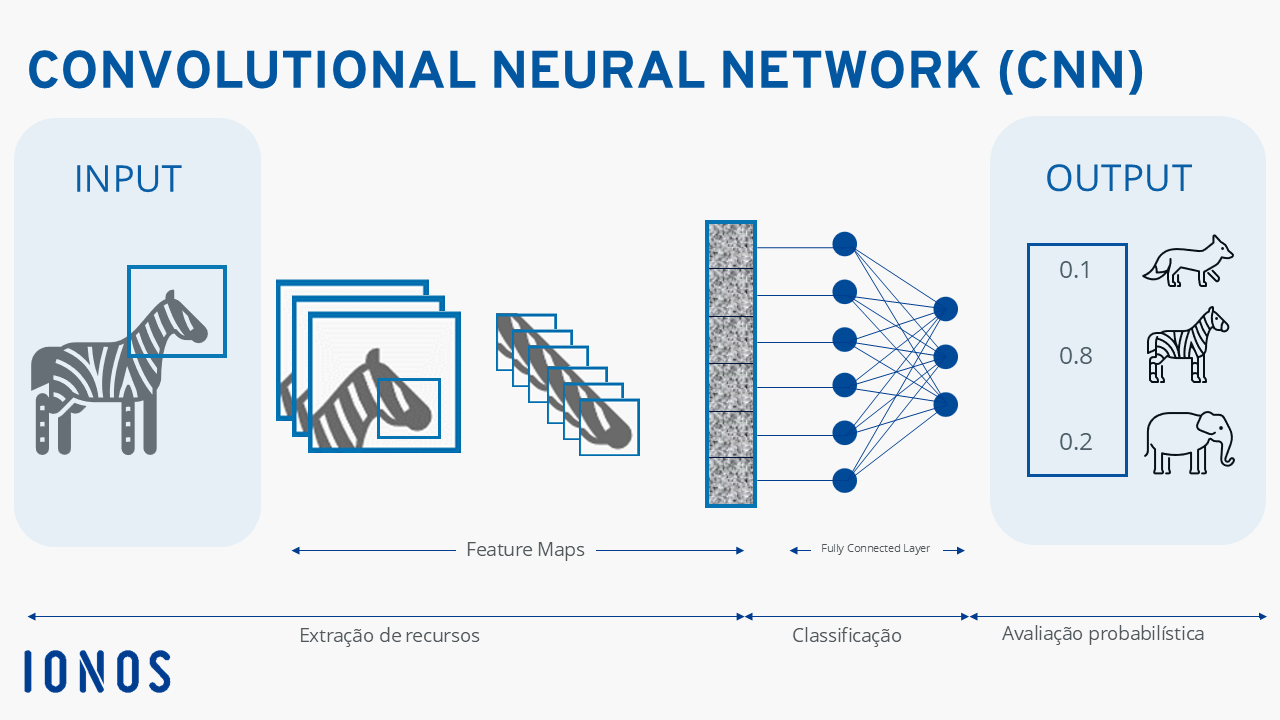 CONVOLUTIONAL NEURAL NETWORK (CNN)
INPUT
OUTPUT
0.1
0.8
0.2
Feature Maps
Fully Connected Layer
Extração de recursos
Classificação
Avaliação probabilística
IONOS